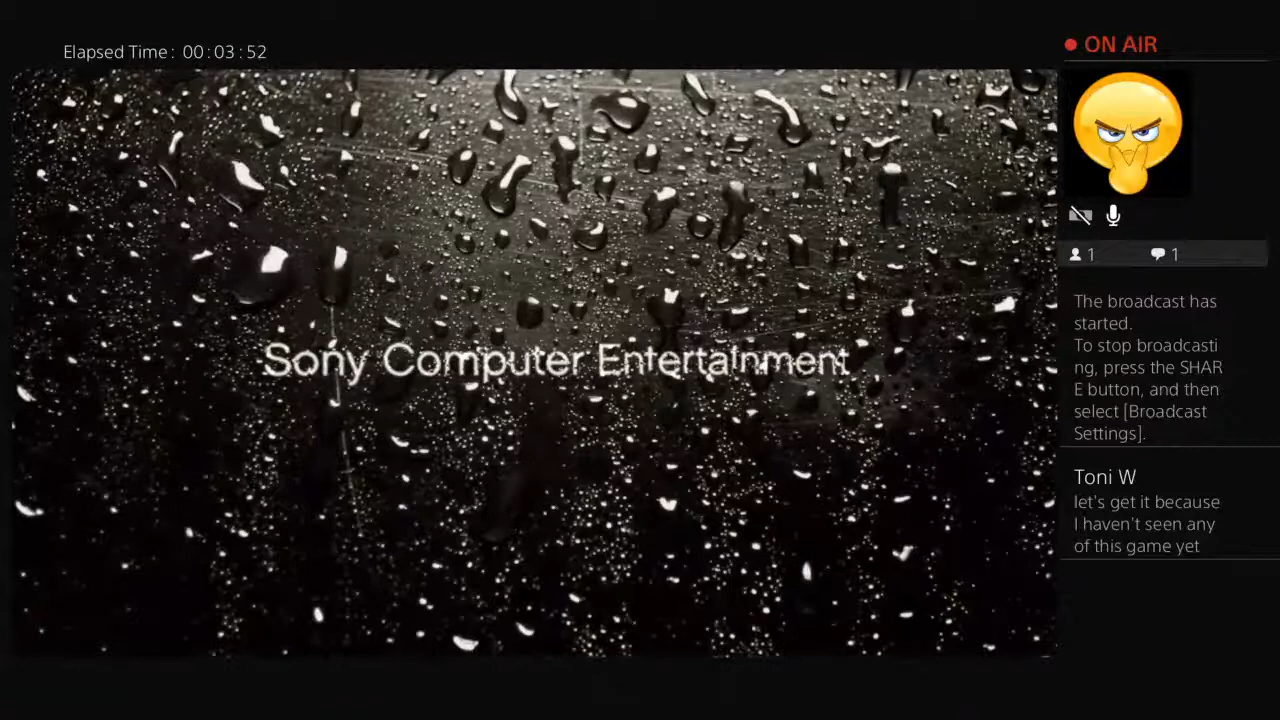 Elapsed Time: 00:03:52
ON AIR
Sony Computer Entertainment
1 1
The broadcast has
started.
To stop broadcasti
ng, press the SHAR
E button, and then
select [Broadcast
Settings].
Toni W
let's get it because
I haven't seen any
of this game yet